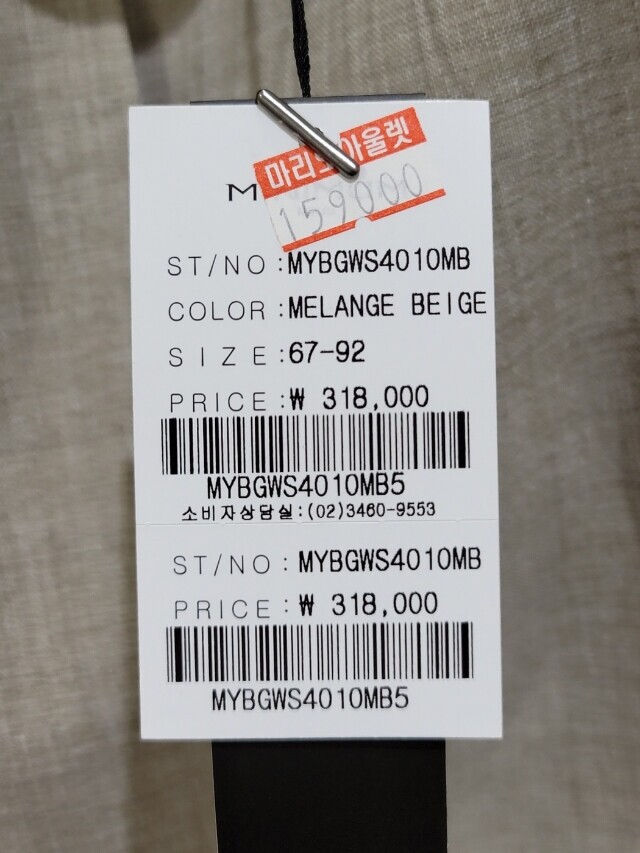 마리오아울렛
159000
ST/NO :MYBGWS4010MB
COLOR :MELANGE BEIGE
SIZE :67-92
PRICE :₩ 318,000
MYBGWS4010MB5
소비자상담실:(02)3460-9553
ST/NO : MYBGWS4010MB
PRICE : ₩ 318,000
MYBGWS4010MB5